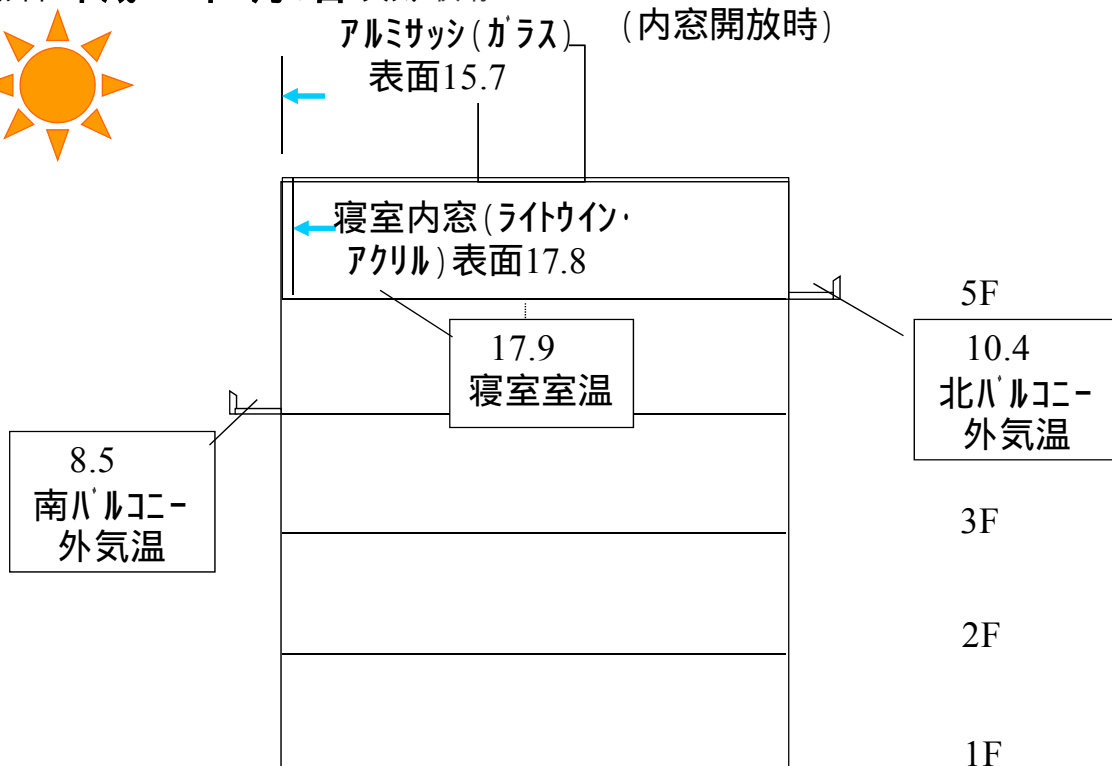 (内窓開放時)
アルミサッシ(ガラス)
表面15.7
寝室内窓(ライトウイン・
アクリル)表面17.8
5F
17.9
寝室室温
10.4
北バルコニー
外気温
8.5
南バルコニー
外気温
3F
2F
1F